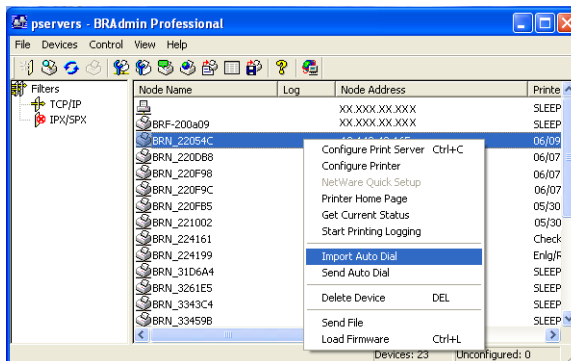 pservers - BRAdmin Professional
File Devices Control View Help
Filters
TCP/IP
IPX/SPX
Node Name Log Node Address Printe
XX.XXX.XX.XXX SLEEP
BRF-200a09 XX.XXX.XX.XXX SLEEP
BRN_22054C 06/09
BRN_220DB8 06/07
BRN_220F98 06/07
BRN_220F9C 06/07
BRN_220FB5 05/30
BRN_221002 05/30
BRN_224161 Check
BRN_224199 Enlg/F
BRN_31D6A4 SLEEP
BRN_3261E5 SLEEP
BRN_3343C4 SLEEP
BRN_33459B SLEEP
Configure Print Server Ctrl+C
Configure Printer
NetWare Quick Setup
Printer Home Page
Get Current Status
Start Printing Logging
Import Auto Dial
Send Auto Dial
Delete Device DEL
Send File
Load Firmware Ctrl+L
Devices: 23 Unconfigured: 0